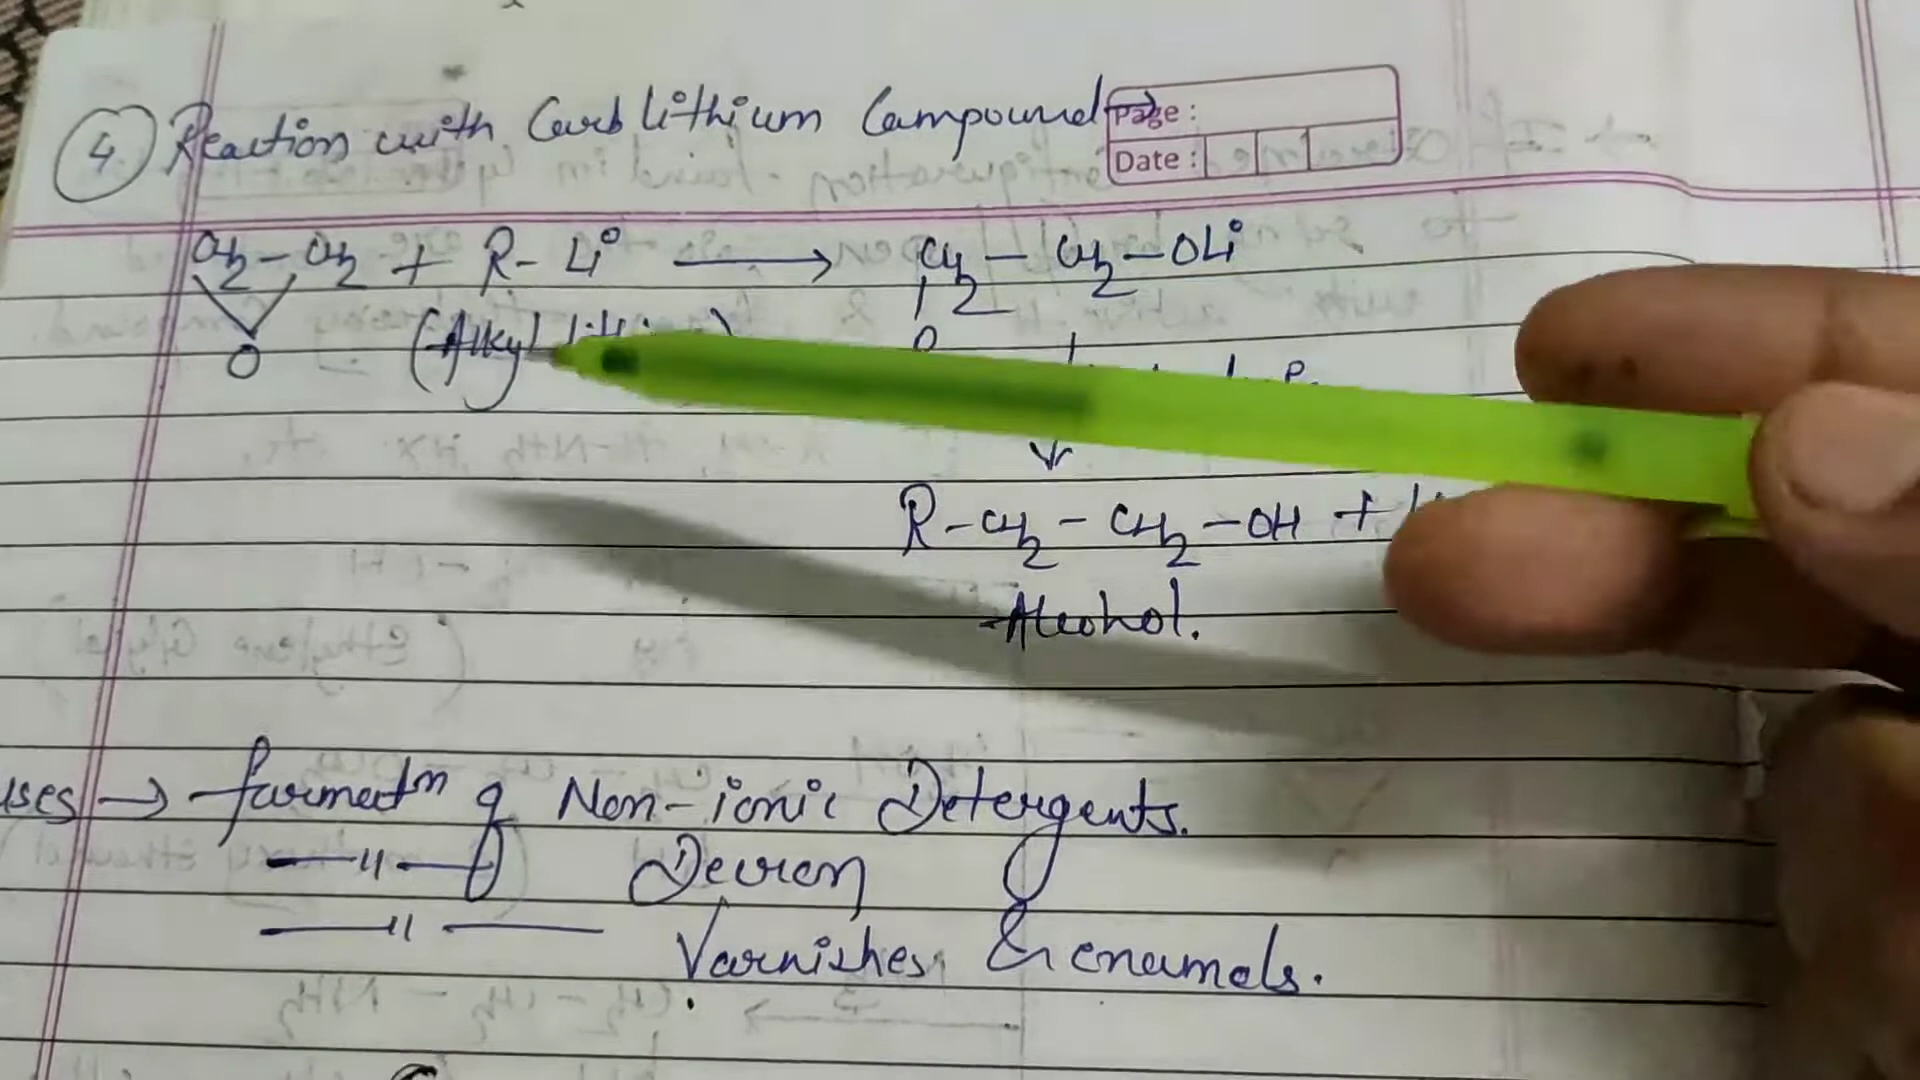 4 Reaction with Carb lithium Compound →
Page :
Date :
CH2 - CH2 + R - Li → CH2 - CH2 - OLi
O (Alkyl
R - CH2 - CH2 - OH +
Alcohol.
uses → formatn of Non-ionic Detergents.
—— " —— Decron
—— " —— Varnishes & enamels.